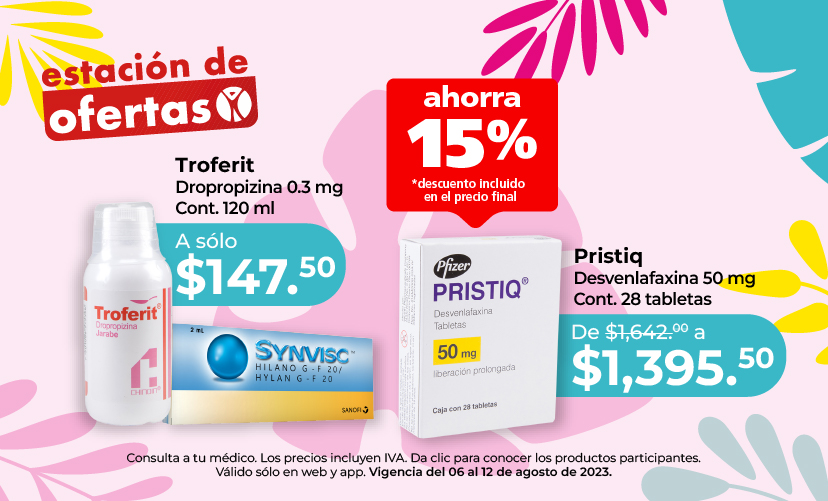 estación de
ofertas
ahorra
15%
*descuento incluido
en el precio final
Troferit
Dropropizina 0.3 mg
Cont. 120 ml
A sólo
$147.50
Troferit®
Dropropizina
Jarabe
CHINOIN®
2 mL
SYNVISC™
HILANO G - F 20/
HYLAN G - F 20
SANOFI
Pfizer
PRISTIQ®
Desvenlafaxina
Tabletas
50 mg
liberación prolongada
Caja con 28 tabletas
Pristiq
Desvenlafaxina 50 mg
Cont. 28 tabletas
De $1,642.00 a
$1,395.50
Consulta a tu médico. Los precios incluyen IVA. Da clic para conocer los productos participantes.
Válido sólo en web y app. Vigencia del 06 al 12 de agosto de 2023.